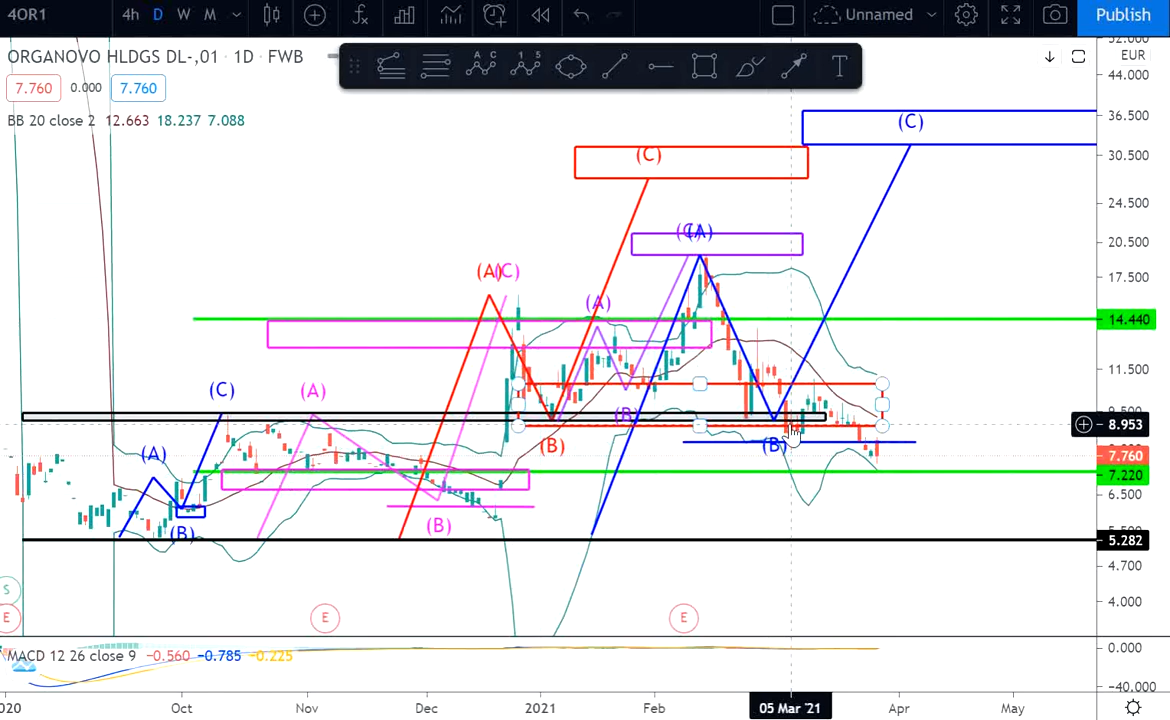 4OR1 4h D W M Unnamed Publish
ORGANOVO HLDGS DL-,01 · 1D · FWB
7.760 0.000 7.760
BB 20 close 2 12.663 18.237 7.088
A C 1 5 T
EUR
44.000
36.500
30.500
24.500
20.500
17.500
14.440
11.500
8.953
7.760
7.220
6.500
5.282
4.700
4.000
(C)
(C)
(A)
(A) (C)
(A)
(C)
(A)
(B)
(A)
(B)
(B)
(B)
(B)
S
E E E
MACD 12 26 close 9 −0.560 −0.785 −0.225
0.000
−40.000
2020 Oct Nov Dec 2021 Feb 05 Mar '21 Apr May